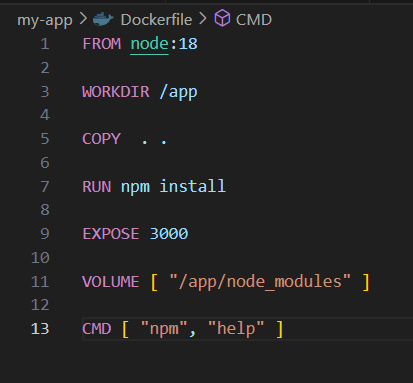 my-app > Dockerfile > CMD
1 FROM node:18
2
3 WORKDIR /app
4
5 COPY  . .
6
7 RUN npm install
8
9 EXPOSE 3000
10
11 VOLUME [ "/app/node_modules" ]
12
13 CMD [ "npm", "help" ]